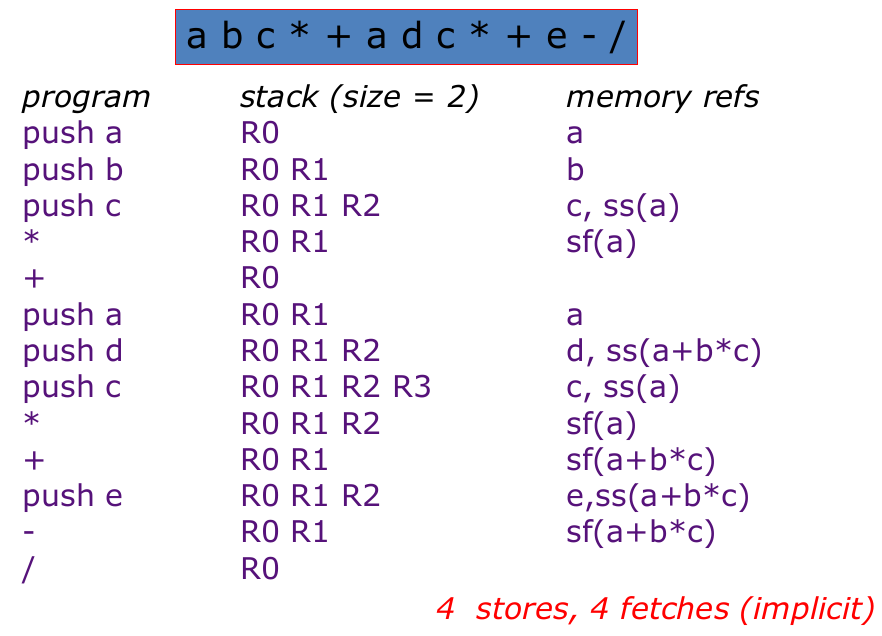 a b c * + a d c * + e - /
program stack (size = 2) memory refs
push a R0 a
push b R0 R1 b
push c R0 R1 R2 c, ss(a)
* R0 R1 sf(a)
+ R0
push a R0 R1 a
push d R0 R1 R2 d, ss(a+b*c)
push c R0 R1 R2 R3 c, ss(a)
* R0 R1 R2 sf(a)
+ R0 R1 sf(a+b*c)
push e R0 R1 R2 e,ss(a+b*c)
- R0 R1 sf(a+b*c)
/ R0
4 stores, 4 fetches (implicit)